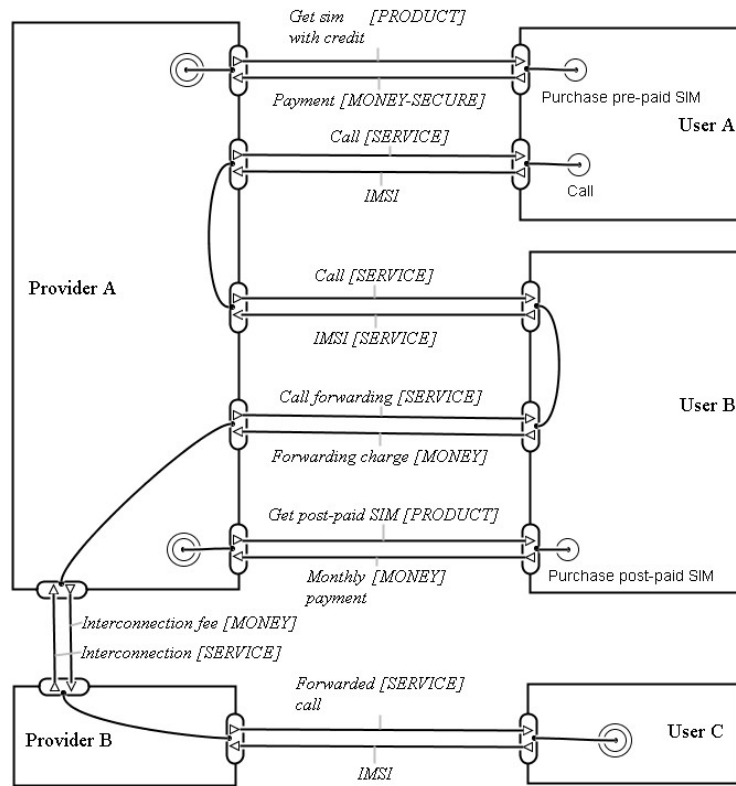 Get sim [PRODUCT]
with credit
Payment [MONEY-SECURE]
Purchase pre-paid SIM
User A
Call [SERVICE]
IMSI
Call
Provider A
Call [SERVICE]
IMSI [SERVICE]
Call forwarding [SERVICE]
User B
Forwarding charge [MONEY]
Get post-paid SIM [PRODUCT]
Monthly [MONEY]
payment
Purchase post-paid SIM
Interconnection fee [MONEY]
Interconnection [SERVICE]
Forwarded [SERVICE]
call
Provider B
User C
IMSI